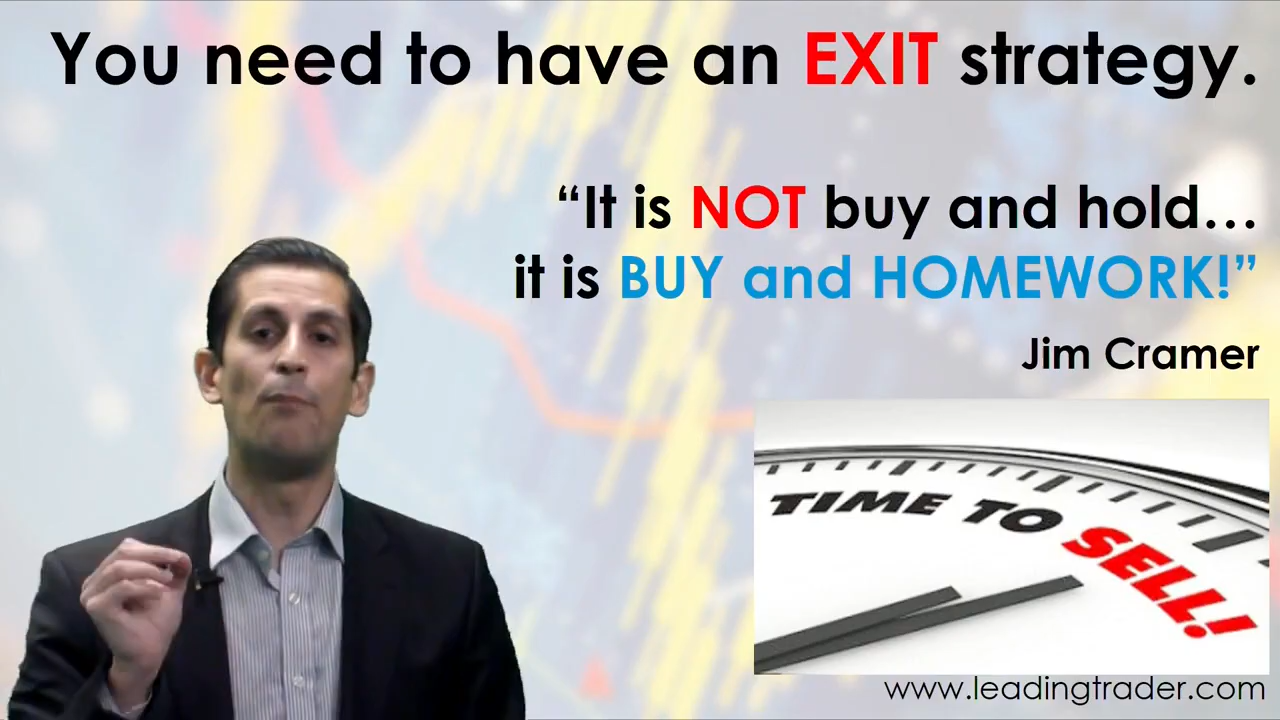 You need to have an EXIT strategy.
“It is NOT buy and hold…
it is BUY and HOMEWORK!”
Jim Cramer
TIME TO SELL!
www.leadingtrader.com